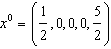 x⁰ = (1/2, 0, 0, 0, 5/2)